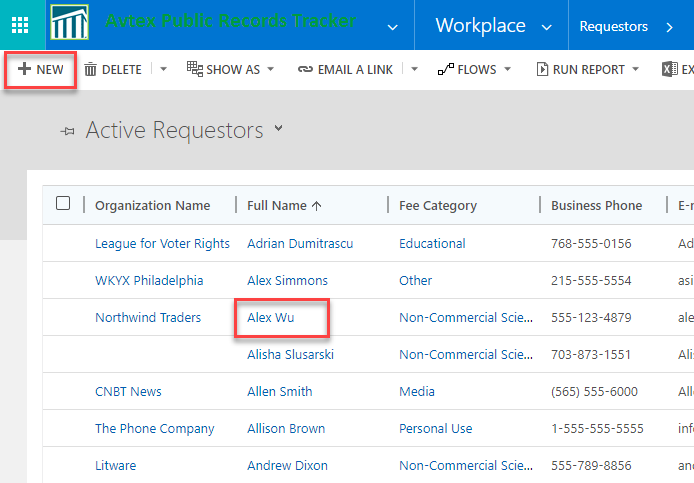 Avtex Public Records Tracker Workplace Requestors
NEW DELETE SHOW AS EMAIL A LINK FLOWS RUN REPORT EX
Active Requestors
Organization Name Full Name Fee Category Business Phone E-r
League for Voter Rights Adrian Dumitrascu Educational 768-555-0156 Ad
WKYX Philadelphia Alex Simmons Other 215-555-5554 asi
Northwind Traders Alex Wu Non-Commercial Scie... 555-123-4879 ale
Alisha Slusarski Non-Commercial Scie... 703-873-1551 Alis
CNBT News Allen Smith Media (565) 555-6000 Alle
The Phone Company Allison Brown Personal Use 1-555-555-5555 info
Litware Andrew Dixon Non-Commercial Scie... 555-789-8856 and